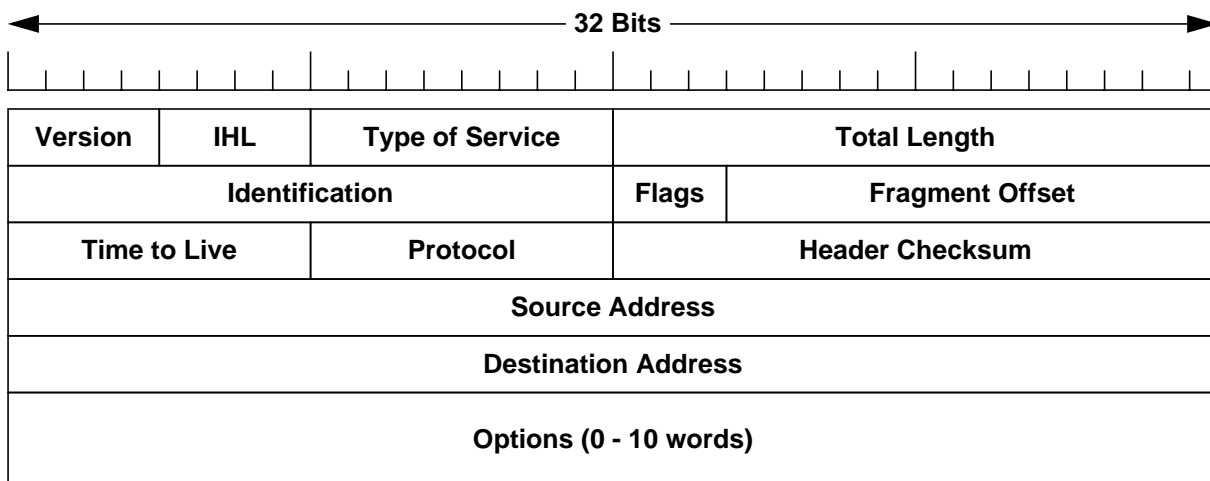 32 Bits
Version IHL Type of Service Total Length
Identification Flags Fragment Offset
Time to Live Protocol Header Checksum
Source Address
Destination Address
Options (0 - 10 words)